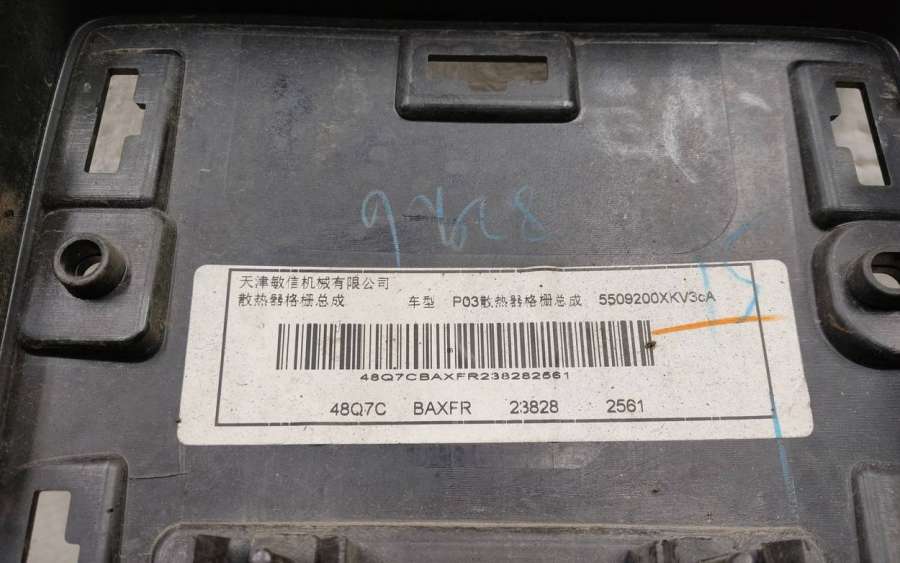 天津敏信机械有限公司
散热器格栅总成 车型 P03散热器格栅总成 5509200XKV3cA
48Q7CBAXFR238282561
48Q7C BAXFR 23828 2561